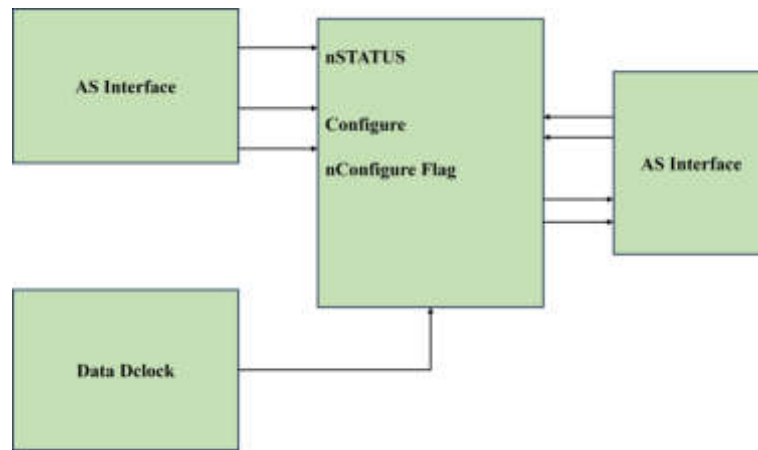 AS Interface
nSTATUS
Configure
nConfigure Flag
AS Interface
Data Dclock